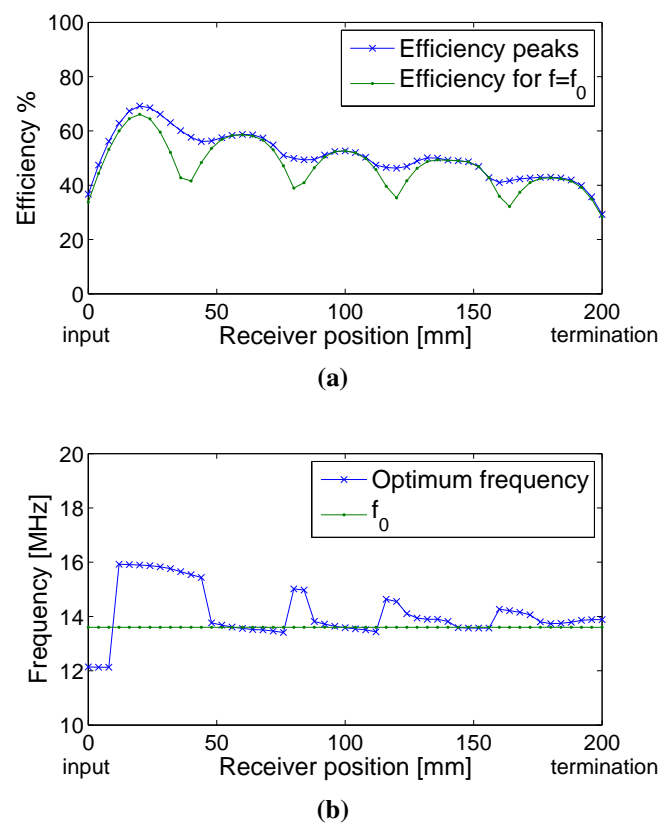 100
80
60
40
20
0
Efficiency %
Efficiency peaks
Efficiency for f=f0
0 50 100 150 200
input Receiver position [mm] termination
(a)
20
18
16
14
12
10
Frequency [MHz]
Optimum frequency
f0
0 50 100 150 200
input Receiver position [mm] termination
(b)